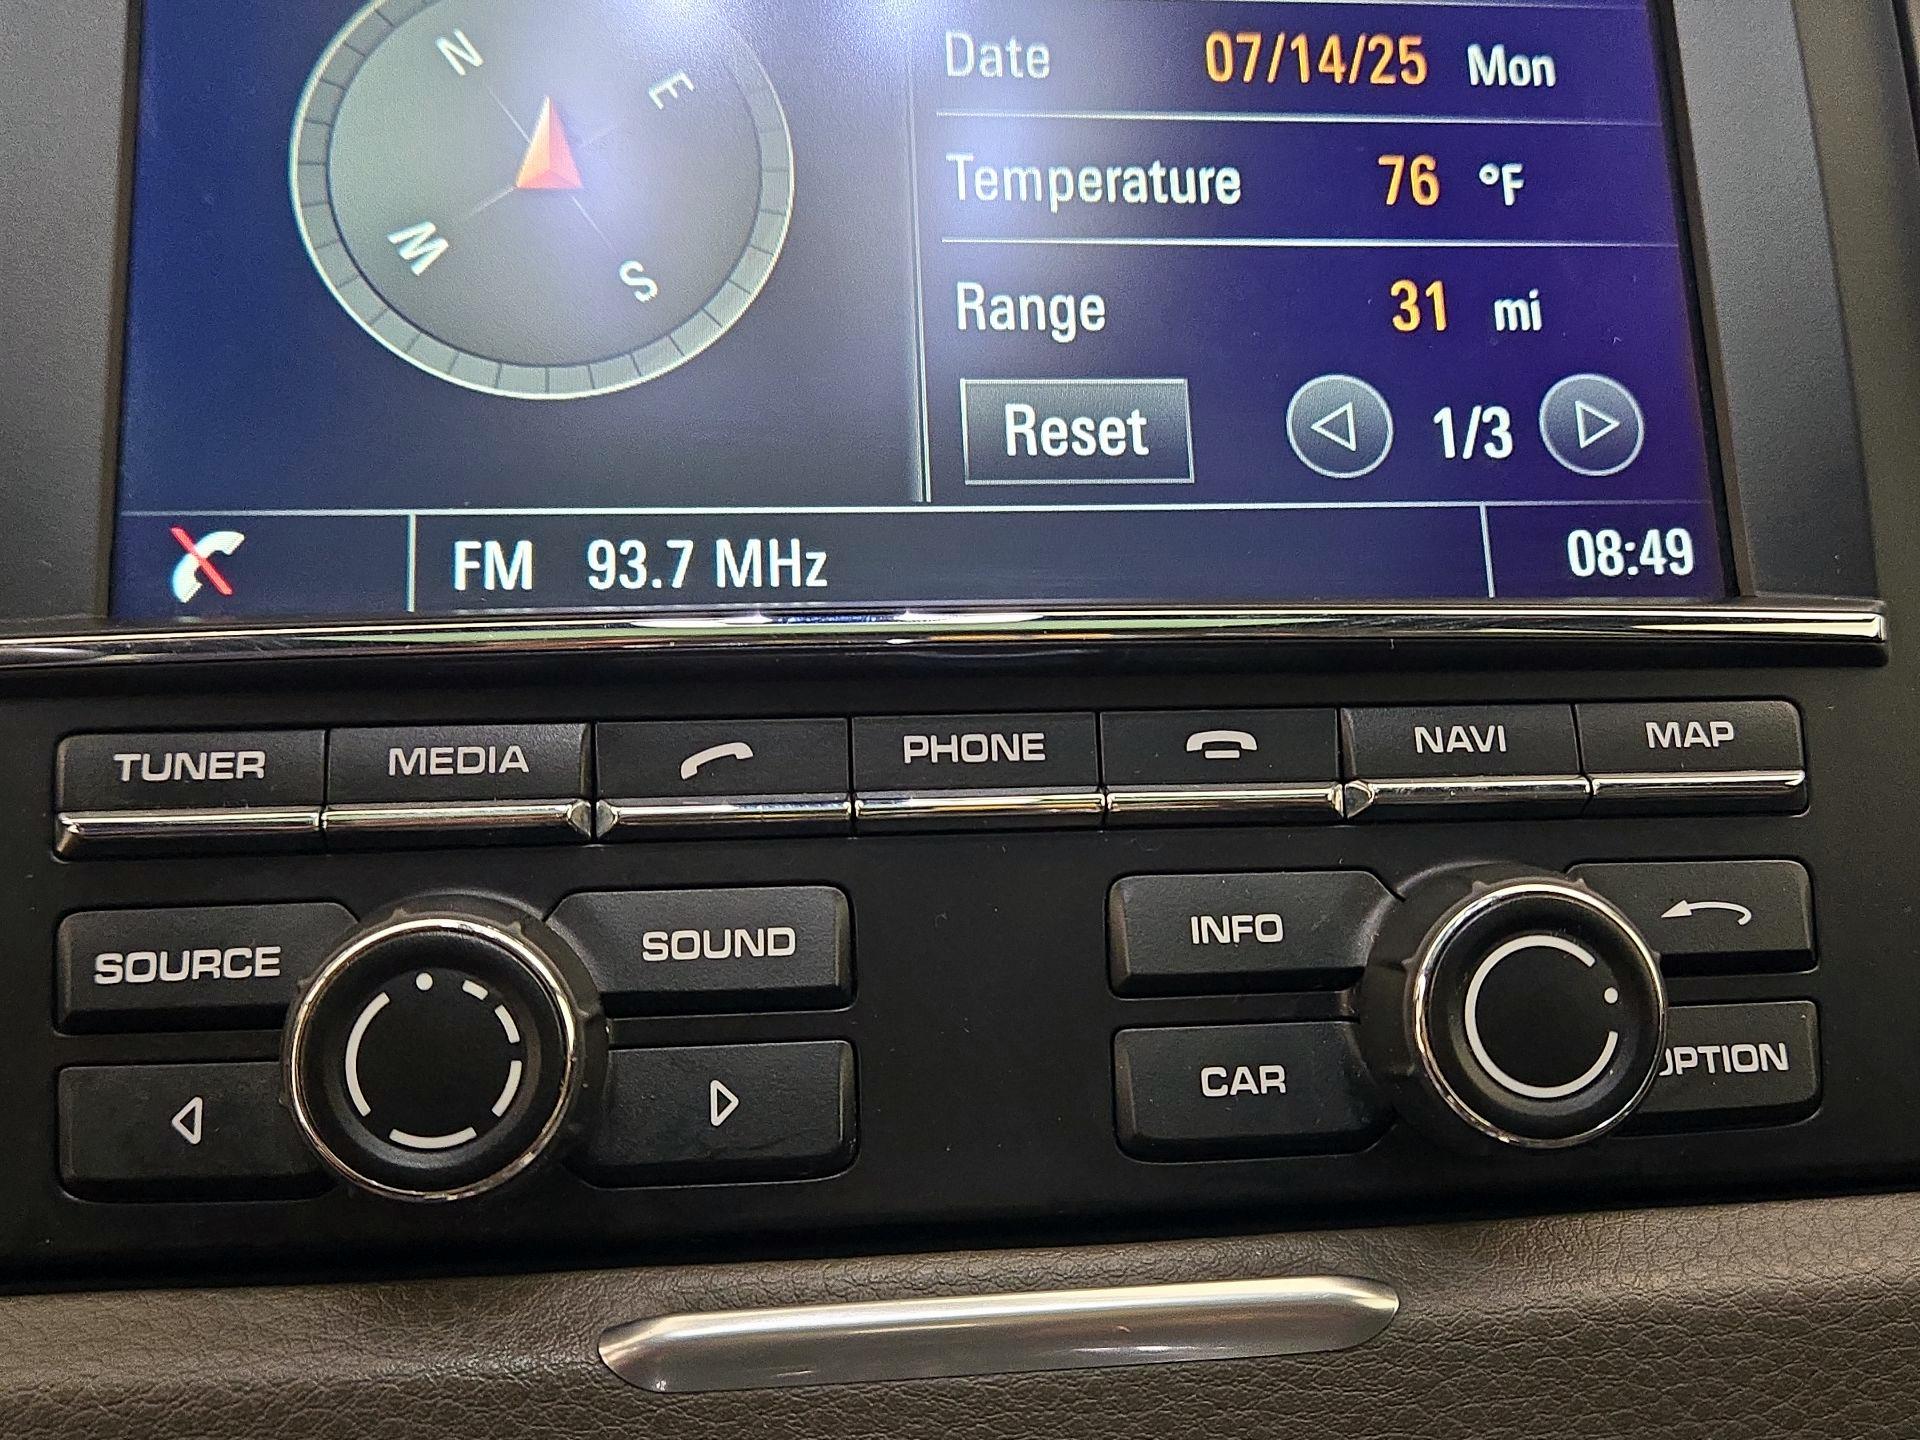 N
E
W
S
Date 07/14/25 Mon
Temperature 76 °F
Range 31 mi
Reset 1/3
FM 93.7 MHz 08:49
TUNER MEDIA PHONE NAVI MAP
SOURCE SOUND INFO
CAR OPTION